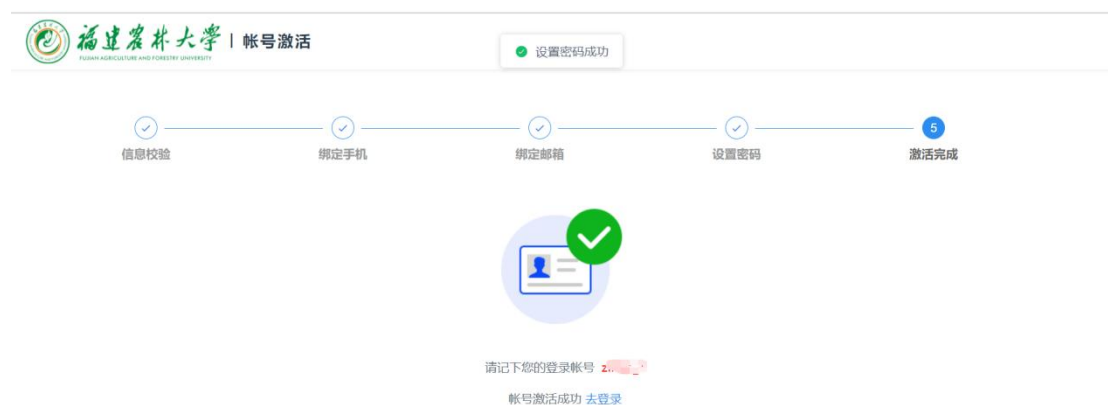 福建农林大学 | 帐号激活
FUJIAN AGRICULTURE AND FORESTRY UNIVERSITY
设置密码成功
信息校验 绑定手机 绑定邮箱 设置密码 5 激活完成
请记下您的登录帐号
帐号激活成功 去登录